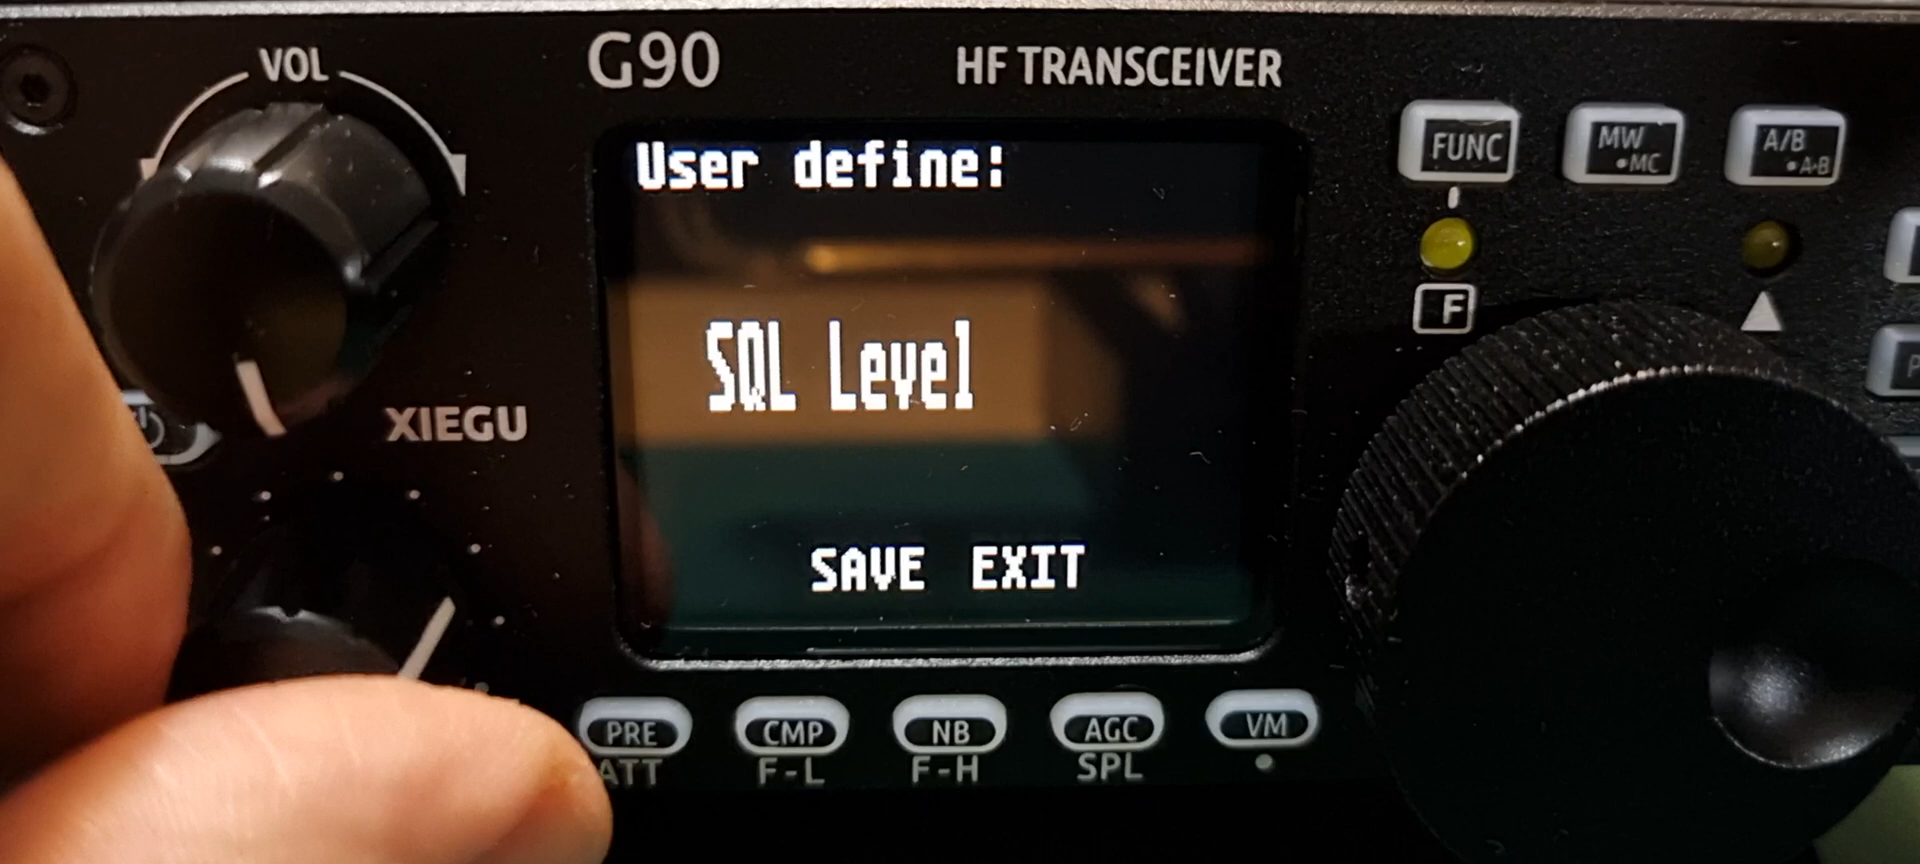 VOL
G90
HF TRANSCEIVER
FUNC
MW
•MC
A/B
•A›B
F
User define:
SQL Level
SAVE EXIT
XIEGU
PRE
CMP
NB
AGC
VM
ATT
F-L
F-H
SPL